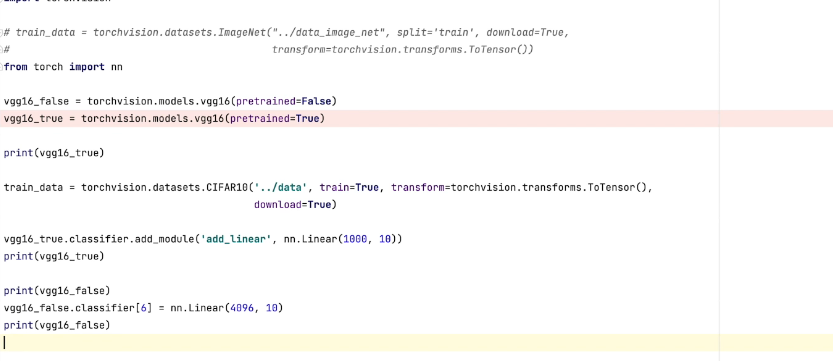 import torchvision
# train_data = torchvision.datasets.ImageNet("../data_image_net", split='train', download=True,
#                                           transform=torchvision.transforms.ToTensor())
from torch import nn
vgg16_false = torchvision.models.vgg16(pretrained=False)
vgg16_true = torchvision.models.vgg16(pretrained=True)
print(vgg16_true)
train_data = torchvision.datasets.CIFAR10('../data', train=True, transform=torchvision.transforms.ToTensor(),
                                          download=True)
vgg16_true.classifier.add_module('add_linear', nn.Linear(1000, 10))
print(vgg16_true)
print(vgg16_false)
vgg16_false.classifier[6] = nn.Linear(4096, 10)
print(vgg16_false)